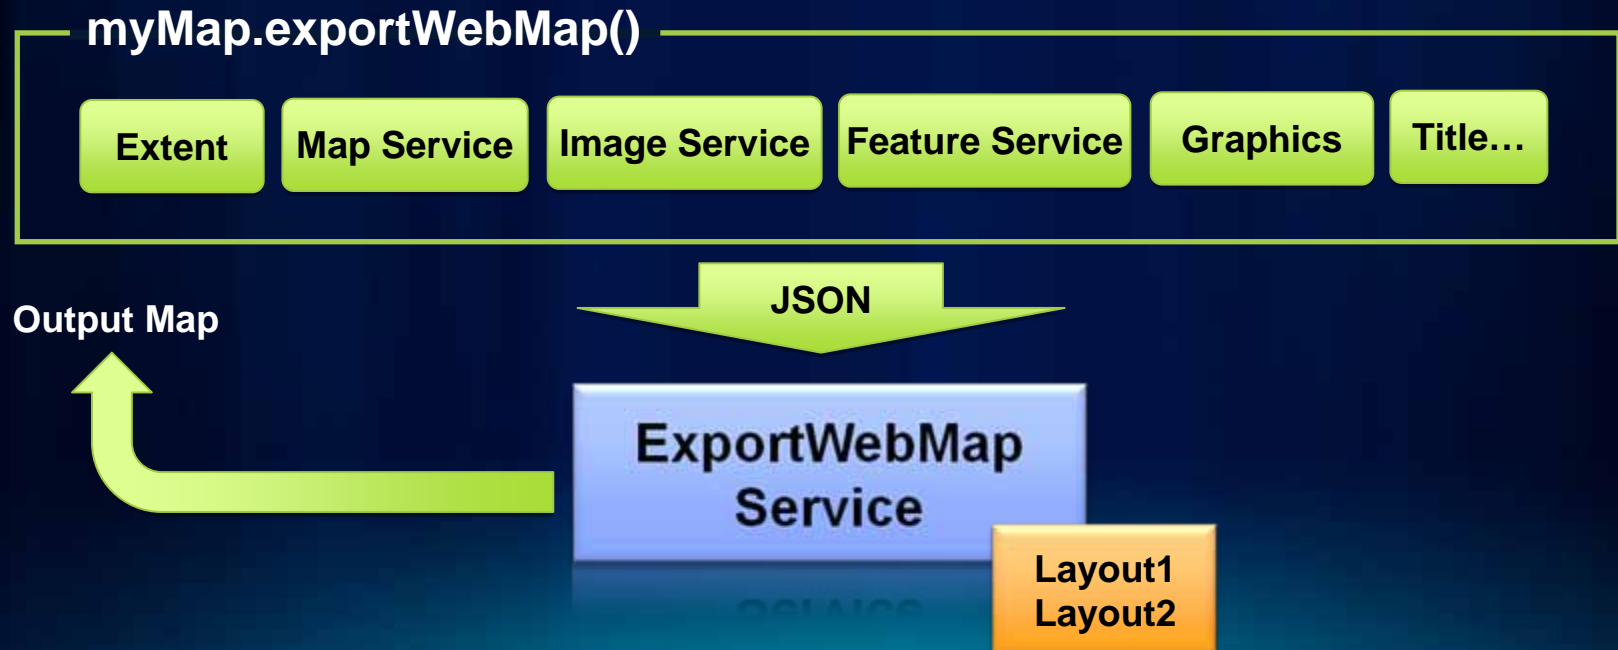 myMap.exportWebMap()
Extent
Map Service
Image Service
Feature Service
Graphics
Title…
JSON
Output Map
ExportWebMap
Service
Layout1
Layout2